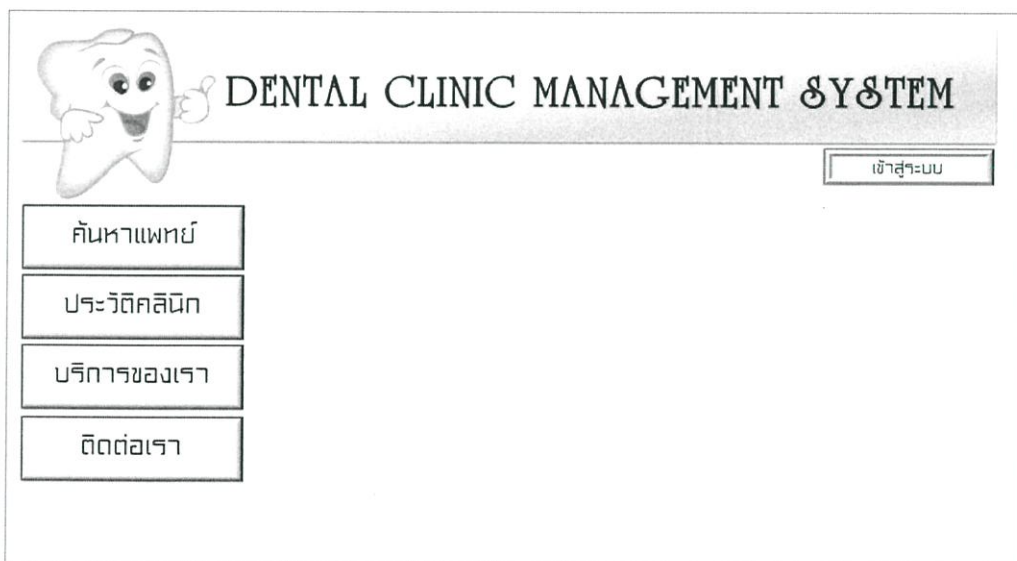 DENTAL CLINIC MANAGEMENT SYSTEM
เข้าสู่ระบบ
ค้นหาแพทย์
ประวัติคลินิก
บริการของเรา
ติดต่อเรา